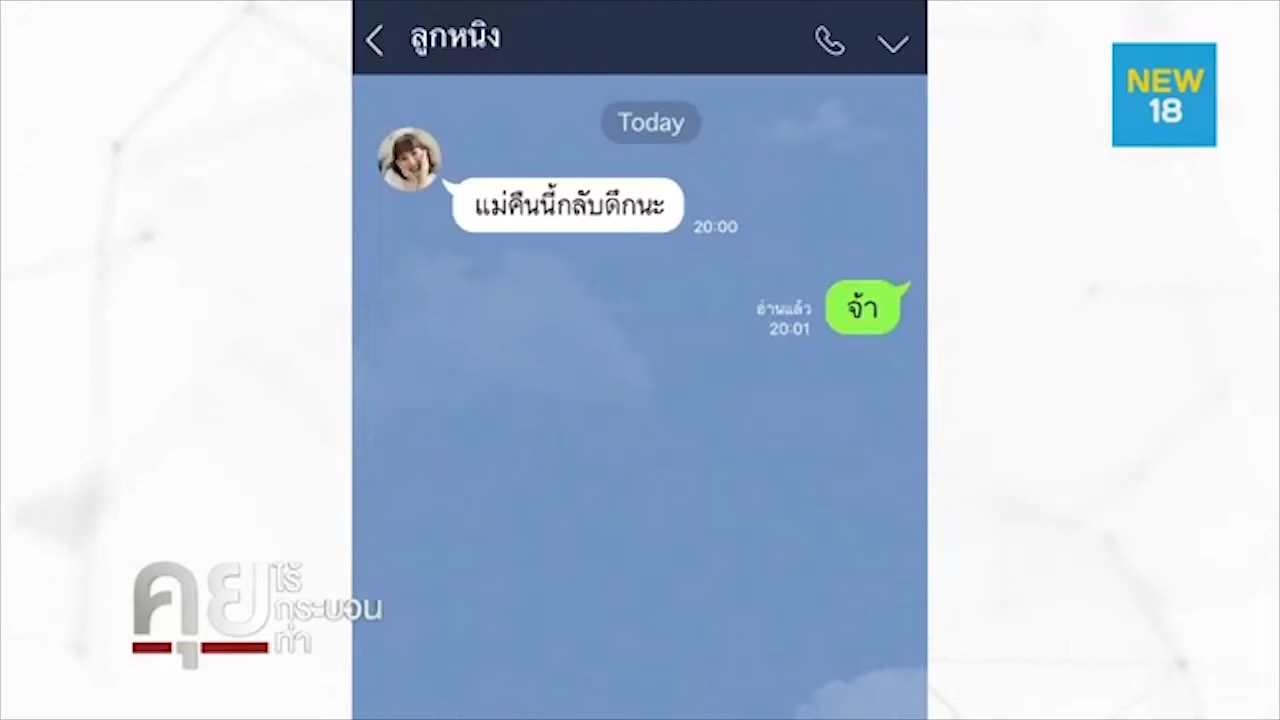 ลูกหนิง
NEW
18
Today
แม่คืนนี้กลับดึกนะ
20:00
จ้า
อ่านแล้ว
20:01
คุย
ไร้
กระบวน
ท่า